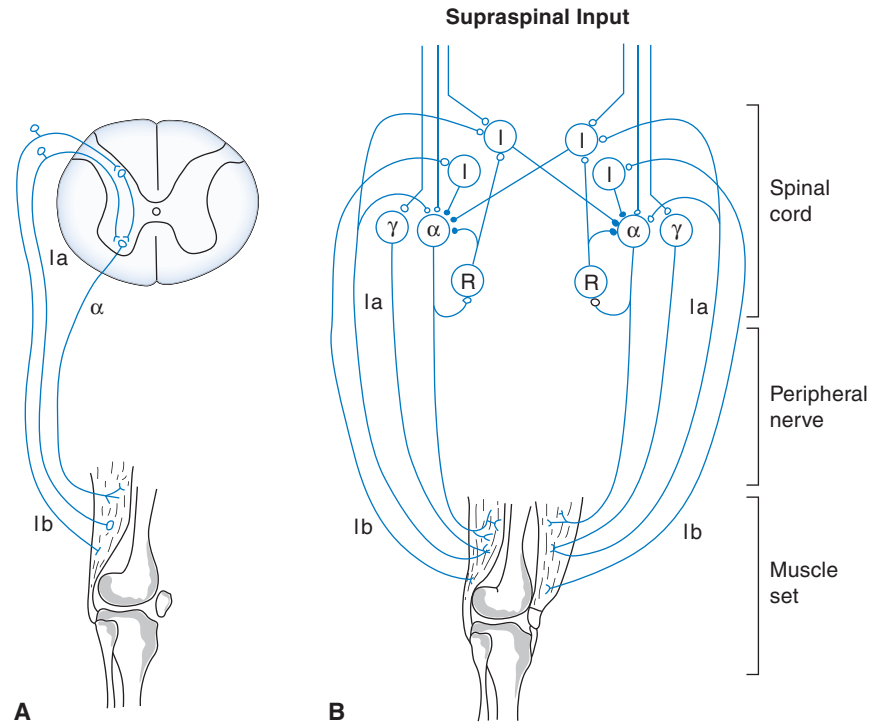 Supraspinal Input
I
I
I
I
γ
α
α
γ
R
R
Ia
α
Ia
Ia
Ib
Ib
Ib
Spinal
cord
Peripheral
nerve
Muscle
set
A
B